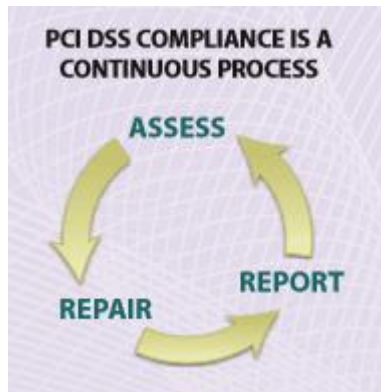 PCI DSS COMPLIANCE IS A
CONTINUOUS PROCESS
ASSESS
REPAIR
REPORT